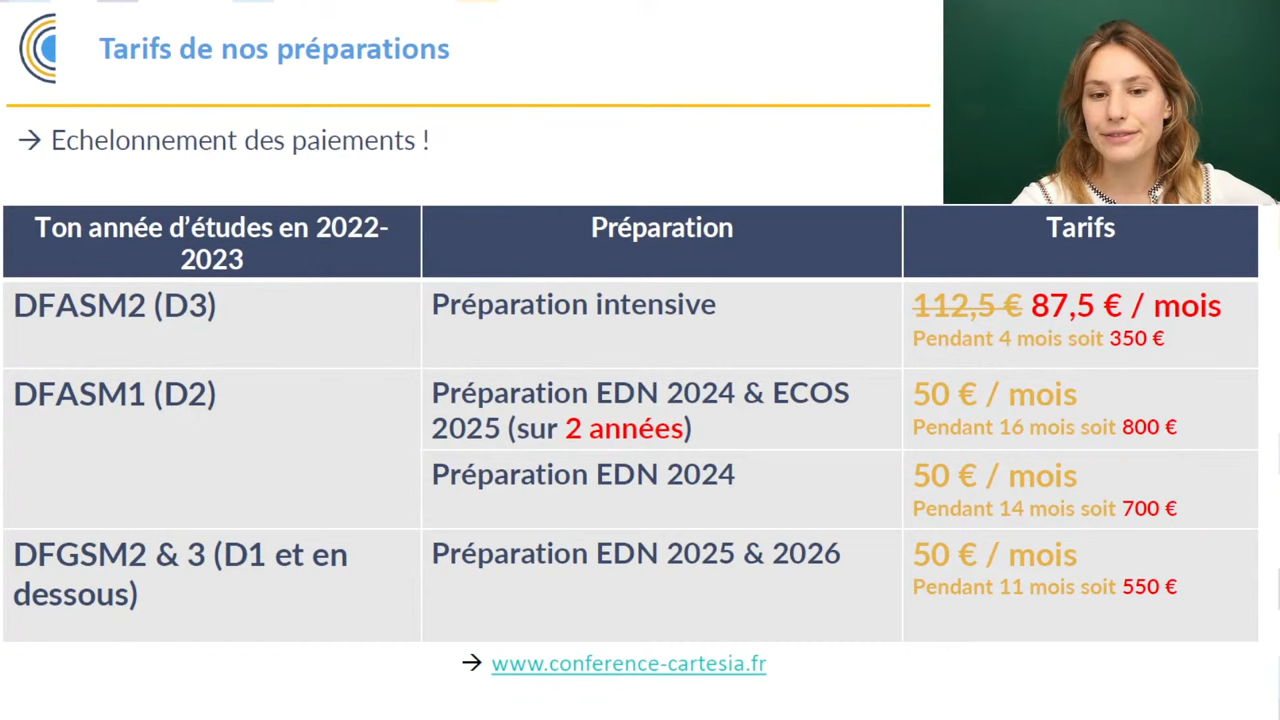 Tarifs de nos préparations
→ Echelonnement des paiements !
Ton année d’études en 2022-
2023
Préparation
Tarifs
DFASM2 (D3)
Préparation intensive
112,5 € 87,5 € / mois
Pendant 4 mois soit 350 €
DFASM1 (D2)
Préparation EDN 2024 & ECOS
2025 (sur 2 années)
50 € / mois
Pendant 16 mois soit 800 €
Préparation EDN 2024
50 € / mois
Pendant 14 mois soit 700 €
DFGSM2 & 3 (D1 et en
dessous)
Préparation EDN 2025 & 2026
50 € / mois
Pendant 11 mois soit 550 €
→ www.conference-cartesia.fr